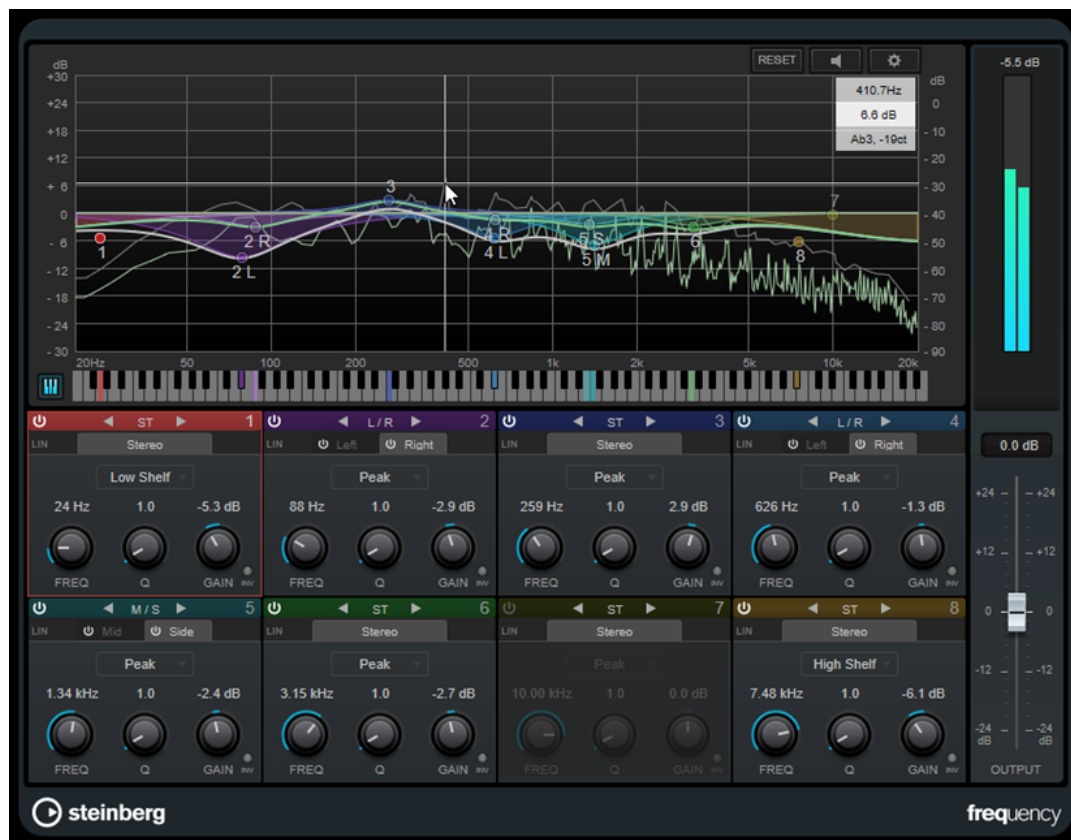 RESET
-5.5 dB
dB
dB
+30
410.7Hz
+24
0
6.6 dB
+18
- 10
Ab3, -19ct
+12
- 20
+ 6
3
- 30
0
7
- 40
1
2 R
4 R
5 S
6
- 6
- 50
2 L
4 L
5 M
8
- 12
- 60
- 18
- 70
- 24
- 80
- 30
- 90
20Hz 50 100 200 500 1k 2k 5k 10k 20k
ST 1 L/R 2 ST 3 L/R 4
LIN Stereo LIN Left Right LIN Stereo LIN Left Right
0.0 dB
Low Shelf Peak Peak Peak
24 Hz 1.0 -5.3 dB 88 Hz 1.0 -2.9 dB 259 Hz 1.0 2.9 dB 626 Hz 1.0 -1.3 dB
+24 +24
+12 +12
FREQ Q GAIN INV FREQ Q GAIN INV FREQ Q GAIN INV FREQ Q GAIN INV
M/S 5 ST 6 ST 7 ST 8
0 0
LIN Mid Side LIN Stereo LIN Stereo LIN Stereo
Peak Peak Peak High Shelf
-12 -12
1.34 kHz 1.0 -2.4 dB 3.15 kHz 1.0 -2.7 dB 10.00 kHz 1.0 0.0 dB 7.48 kHz 1.0 -6.1 dB
-24 -24
dB dB
FREQ Q GAIN INV FREQ Q GAIN INV FREQ Q GAIN INV FREQ Q GAIN INV
OUTPUT
steinberg
frequency